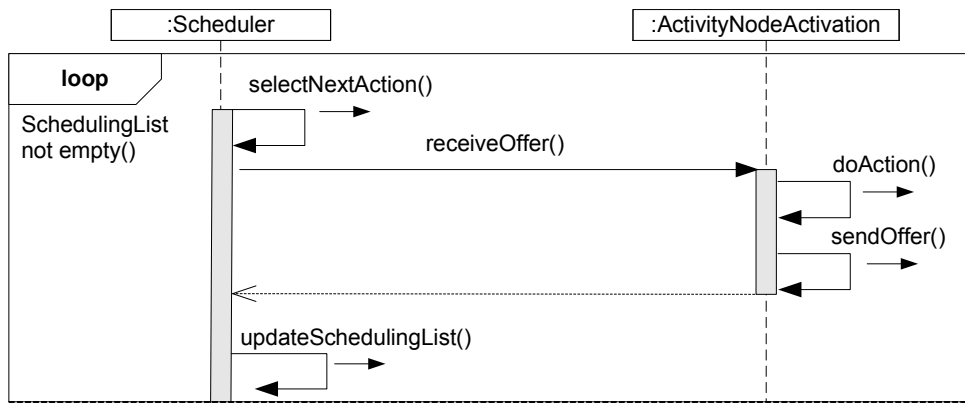 :Scheduler
:ActivityNodeActivation
loop
selectNextAction()
SchedulingList
not empty()
receiveOffer()
doAction()
sendOffer()
updateSchedulingList()